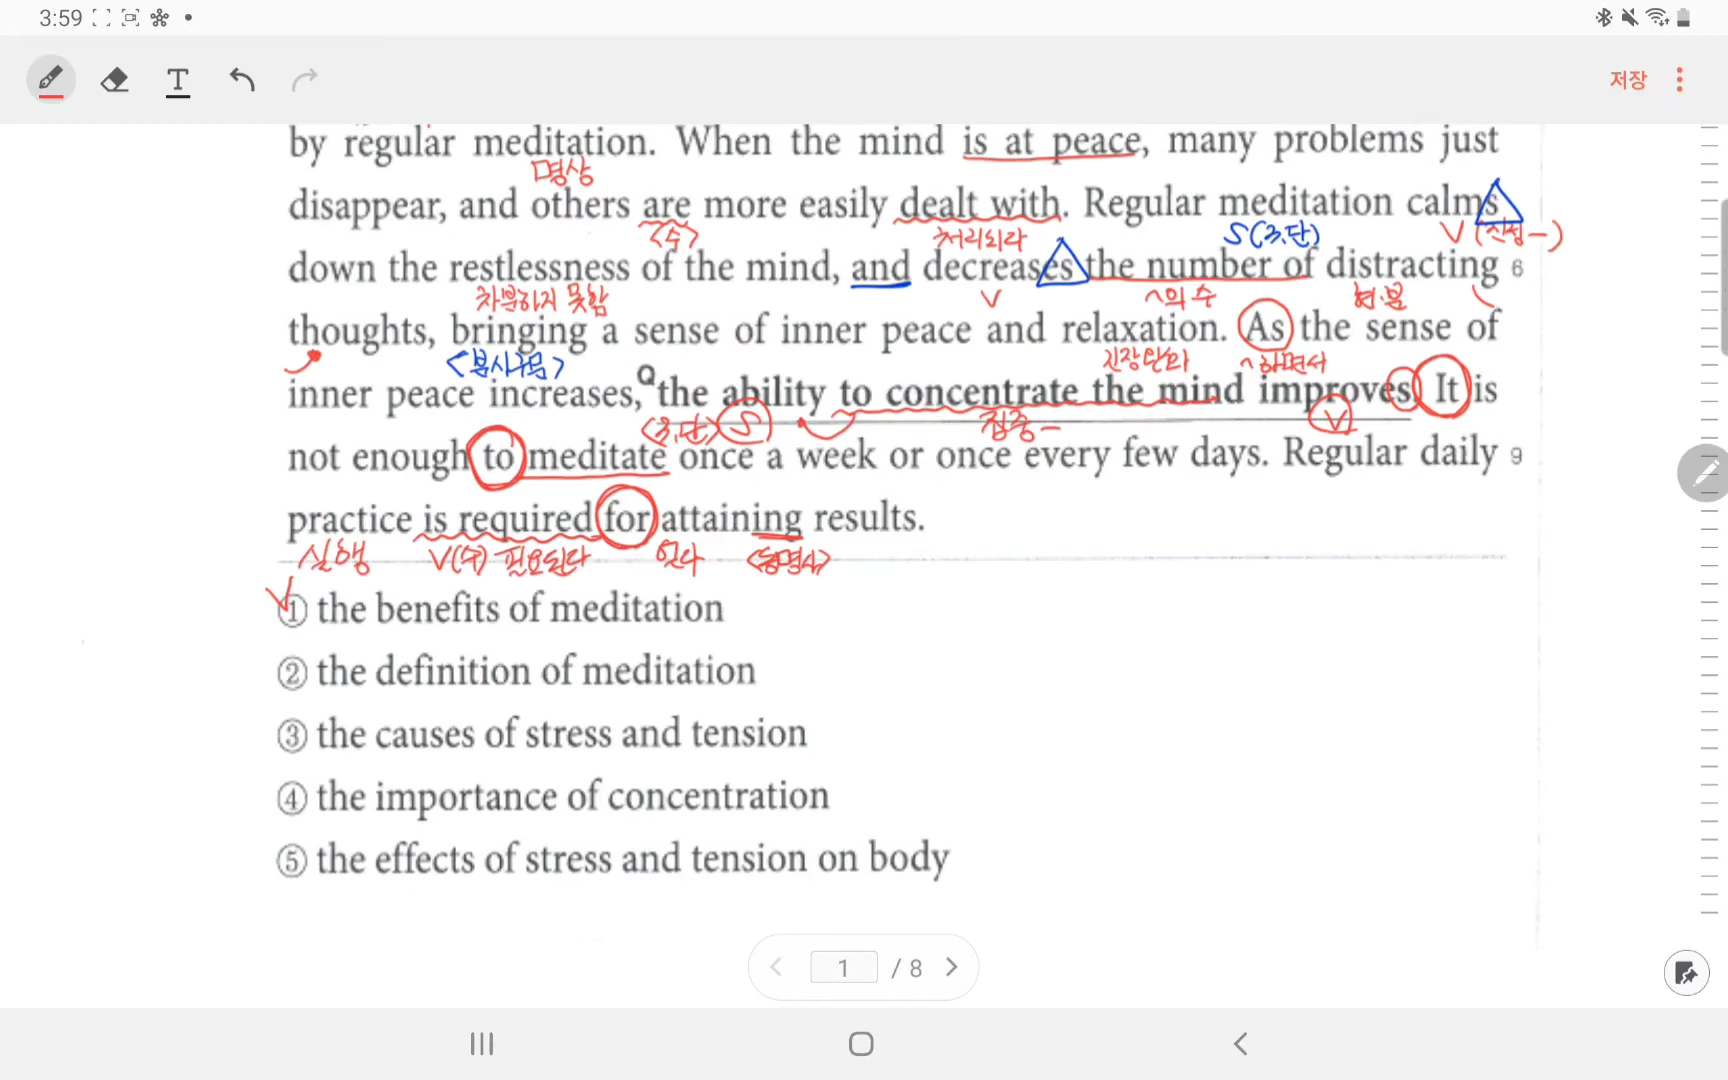 3:59
T
저장
by regular meditation. When the mind is at peace, many problems just
명상
disappear, and others are more easily dealt with. Regular meditation calms
<수> 처리되다 S(3.단) V (진정-)
down the restlessness of the mind, and decreases the number of distracting 6
차분하지 못함 V ~의 수 현.분
thoughts, bringing a sense of inner peace and relaxation. As the sense of
<분사구문> 긴장완화 ~하면서
inner peace increases, Q the ability to concentrate the mind improves. It is
<3.단> S 집중- V
not enough to meditate once a week or once every few days. Regular daily 9
practice is required for attaining results.
실행 V(수) 필요된다 얻다 <동명사>
V
① the benefits of meditation
② the definition of meditation
③ the causes of stress and tension
④ the importance of concentration
⑤ the effects of stress and tension on body
1 / 8